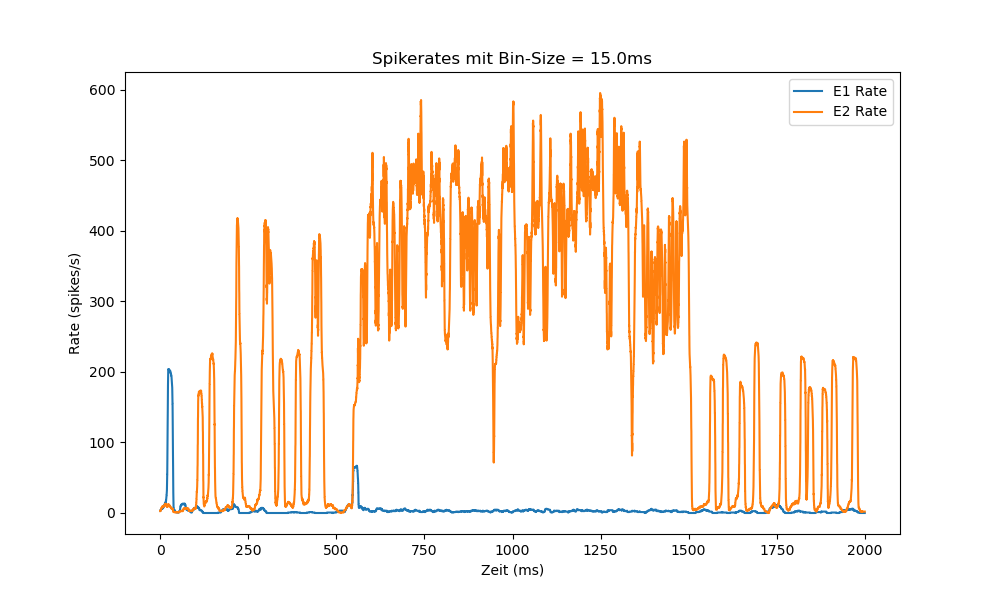 Spikerates mit Bin-Size = 15.0ms
E1 Rate
E2 Rate
Rate (spikes/s)
600
500
400
300
200
100
0
0 250 500 750 1000 1250 1500 1750 2000
Zeit (ms)